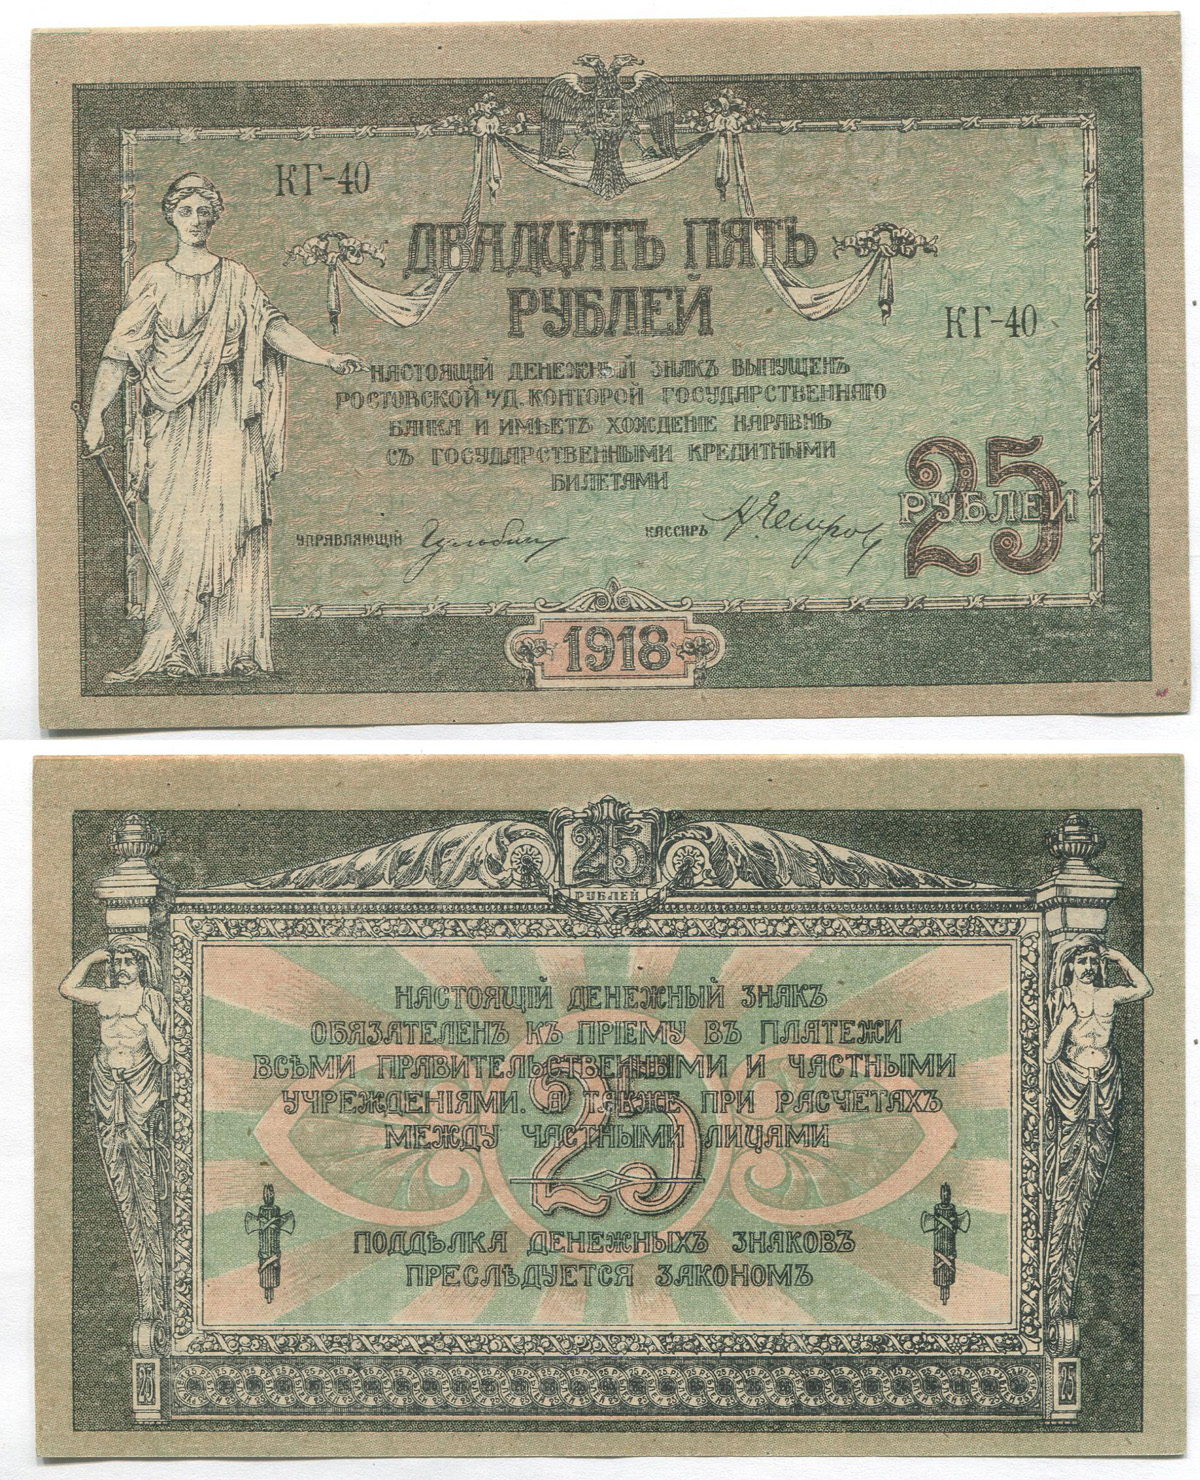 КГ-40
ДВАДЦАТЬ ПЯТЬ
РУБЛЕЙ
КГ-40
НАСТОЯЩІЙ ДЕНЕЖНЫЙ ЗНАКЪ ВЫПУЩЕНЪ
РОСТОВСКОЙ Н/Д. КОНТОРОЙ ГОСУДАРСТВЕННАГО
БАНКА И ИМѢЕТЪ ХОЖДЕНІЕ НАРАВНѢ
СЪ ГОСУДАРСТВЕННЫМИ КРЕДИТНЫМИ
БИЛЕТАМИ
25
РУБЛЕЙ
УПРАВЛЯЮЩІЙ
КАССИРЪ
1918
25
РУБЛЕЙ
НАСТОЯЩІЙ ДЕНЕЖНЫЙ ЗНАКЪ
ОБЯЗАТЕЛЕНЪ КЪ ПРІЕМУ ВЪ ПЛАТЕЖИ
ВСѢМИ ПРАВИТЕЛЬСТВЕННЫМИ И ЧАСТНЫМИ
УЧРЕЖДЕНІЯМИ. А ТАКЖЕ ПРИ РАСЧЕТАХЪ
МЕЖДУ ЧАСТНЫМИ ЛИЦАМИ
25
ПОДДѢЛКА ДЕНЕЖНЫХЪ ЗНАКОВЪ
ПРЕСЛѢДУЕТСЯ ЗАКОНОМЪ
25
25